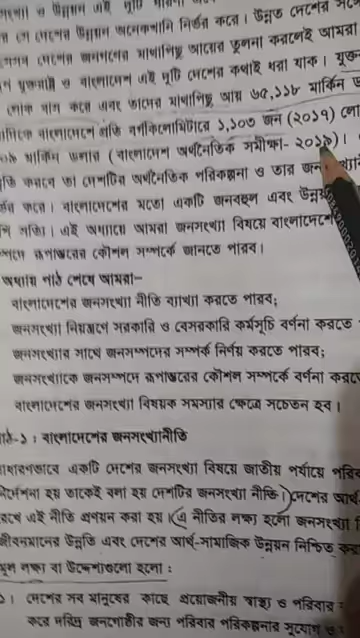 ও উন্নয়ন এই দুটি
দেশের উন্নয়ন অনেকখানি নির্ভর করে। উন্নত দেশের
দেশের জনগণের মাথাপিছু আয়ের তুলনা করলেই আমরা
যুক্তরাষ্ট্র ও বাংলাদেশ এই দুটি দেশের কথাই ধরা যাক।
লোক বাস করে এবং তাদের মাথাপিছু আয় ৬৫,১১৮ মার্কিন
বাংলাদেশে প্রতি বর্গকিলোমিটারে ১,১০৩ জন (২০১৭)
মার্কিন ডলার (বাংলাদেশ অর্থনৈতিক সমীক্ষা- ২০১৯)।
করবে তা দেশটির অর্থনৈতিক পরিকল্পনা ও তার
করে। বাংলাদেশের মতো একটি জনবহুল এবং
সত্যি। এই অধ্যায়ে আমরা জনসংখ্যা বিষয়ে বাংলাদেশের
রূপান্তরের কৌশল সম্পর্কে জানতে পারব।
অধ্যায় পাঠ শেষে আমরা–
বাংলাদেশের জনসংখ্যা নীতি ব্যাখ্যা করতে পারব;
জনসংখ্যা নিয়ন্ত্রণে সরকারি ও বেসরকারি কর্মসূচি বর্ণনা করতে
জনসংখ্যার সাথে জনসম্পদের সম্পর্ক নির্ণয় করতে পারব;
জনসংখ্যাকে জনসম্পদে রূপান্তরের কৌশল সম্পর্কে বর্ণনা করতে
বাংলাদেশের জনসংখ্যা বিষয়ক সমস্যার ক্ষেত্রে সচেতন হব।
পাঠ-১ : বাংলাদেশের জনসংখ্যানীতি
সাধারণভাবে একটি দেশের জনসংখ্যা বিষয়ে জাতীয় পর্যায়ে
নির্দেশনা হয় তাকেই বলা হয় দেশটির জনসংখ্যা নীতি। দেশের
এই নীতি প্রণয়ন করা হয়। এ নীতির লক্ষ্য হলো জনসংখ্যা
জীবনমানের উন্নতি এবং দেশের আর্থ-সামাজিক উন্নয়ন নিশ্চিত
মূল লক্ষ্য বা উদ্দেশ্যগুলো হলো :
১। দেশের সব মানুষের কাছে প্রয়োজনীয় স্বাস্থ্য ও পরিবার
করে দরিদ্র জনগোষ্ঠীর জন্য পরিবার পরিকল্পনার সুযোগ ও